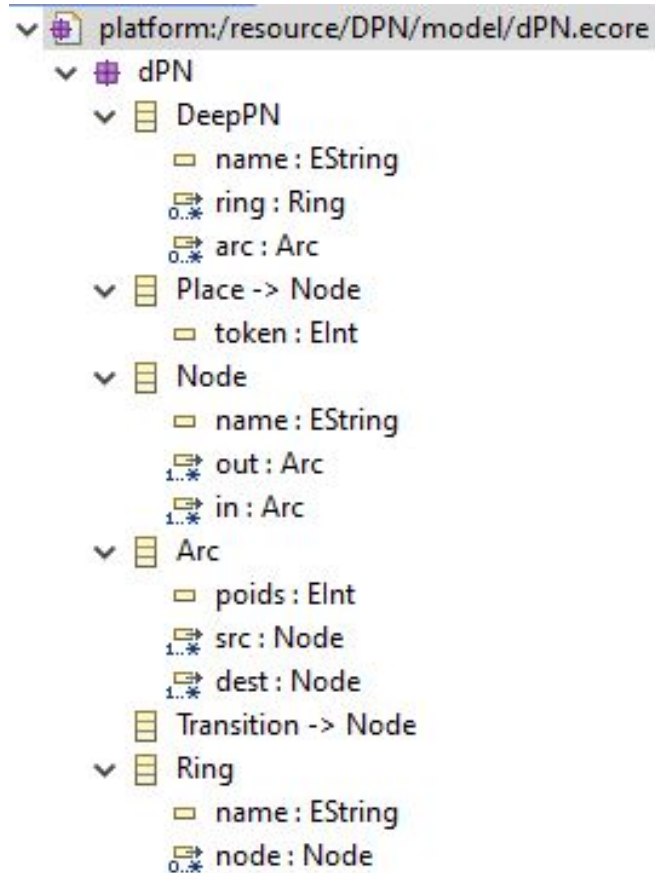 platform:/resource/DPN/model/dPN.ecore
dPN
DeepPN
name : EString
0..* ring : Ring
0..* arc : Arc
Place -> Node
token : EInt
Node
name : EString
1..* out : Arc
1..* in : Arc
Arc
poids : EInt
1..* src : Node
1..* dest : Node
Transition -> Node
Ring
name : EString
0..* node : Node